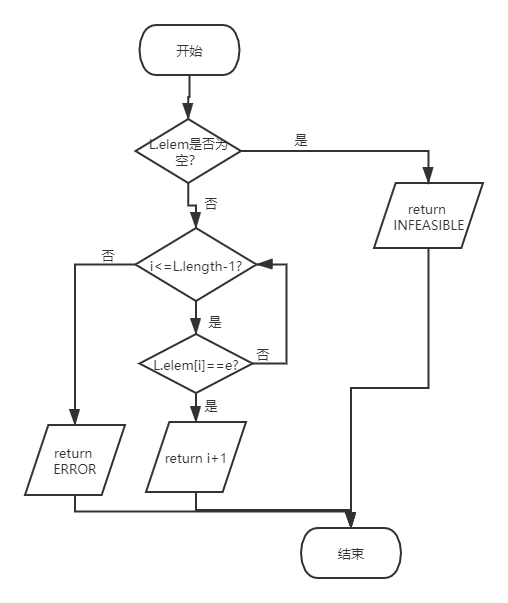 开始
L.elem是否为
空?
是
return
INFEASIBLE
否
否
i<=L.length-1?
是
L.elem[i]==e?
否
是
return
ERROR
return i+1
结束